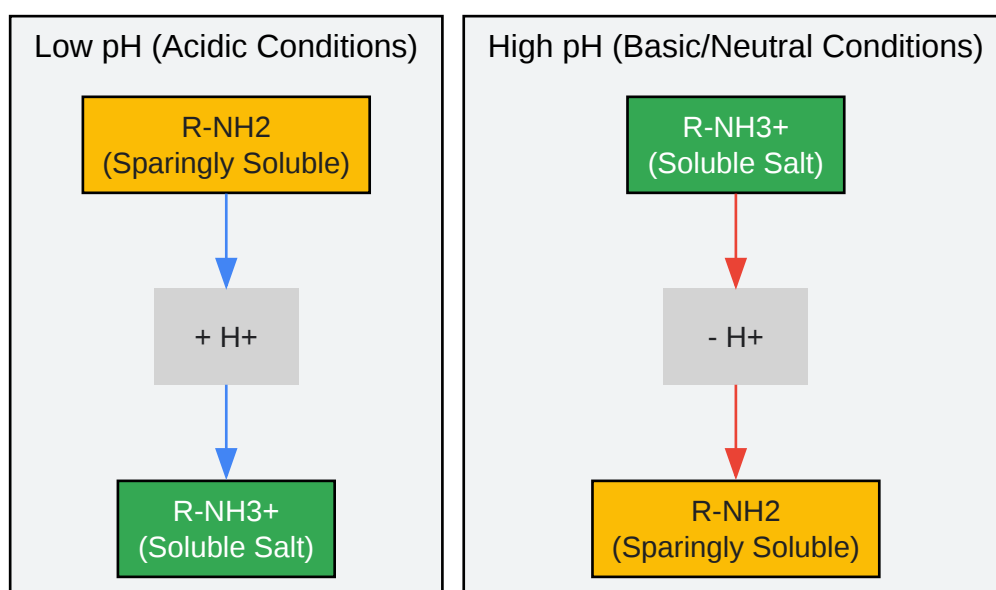 Low pH (Acidic Conditions)
R-NH2
(Sparingly Soluble)
+ H+
R-NH3+
(Soluble Salt)
High pH (Basic/Neutral Conditions)
R-NH3+
(Soluble Salt)
- H+
R-NH2
(Sparingly Soluble)